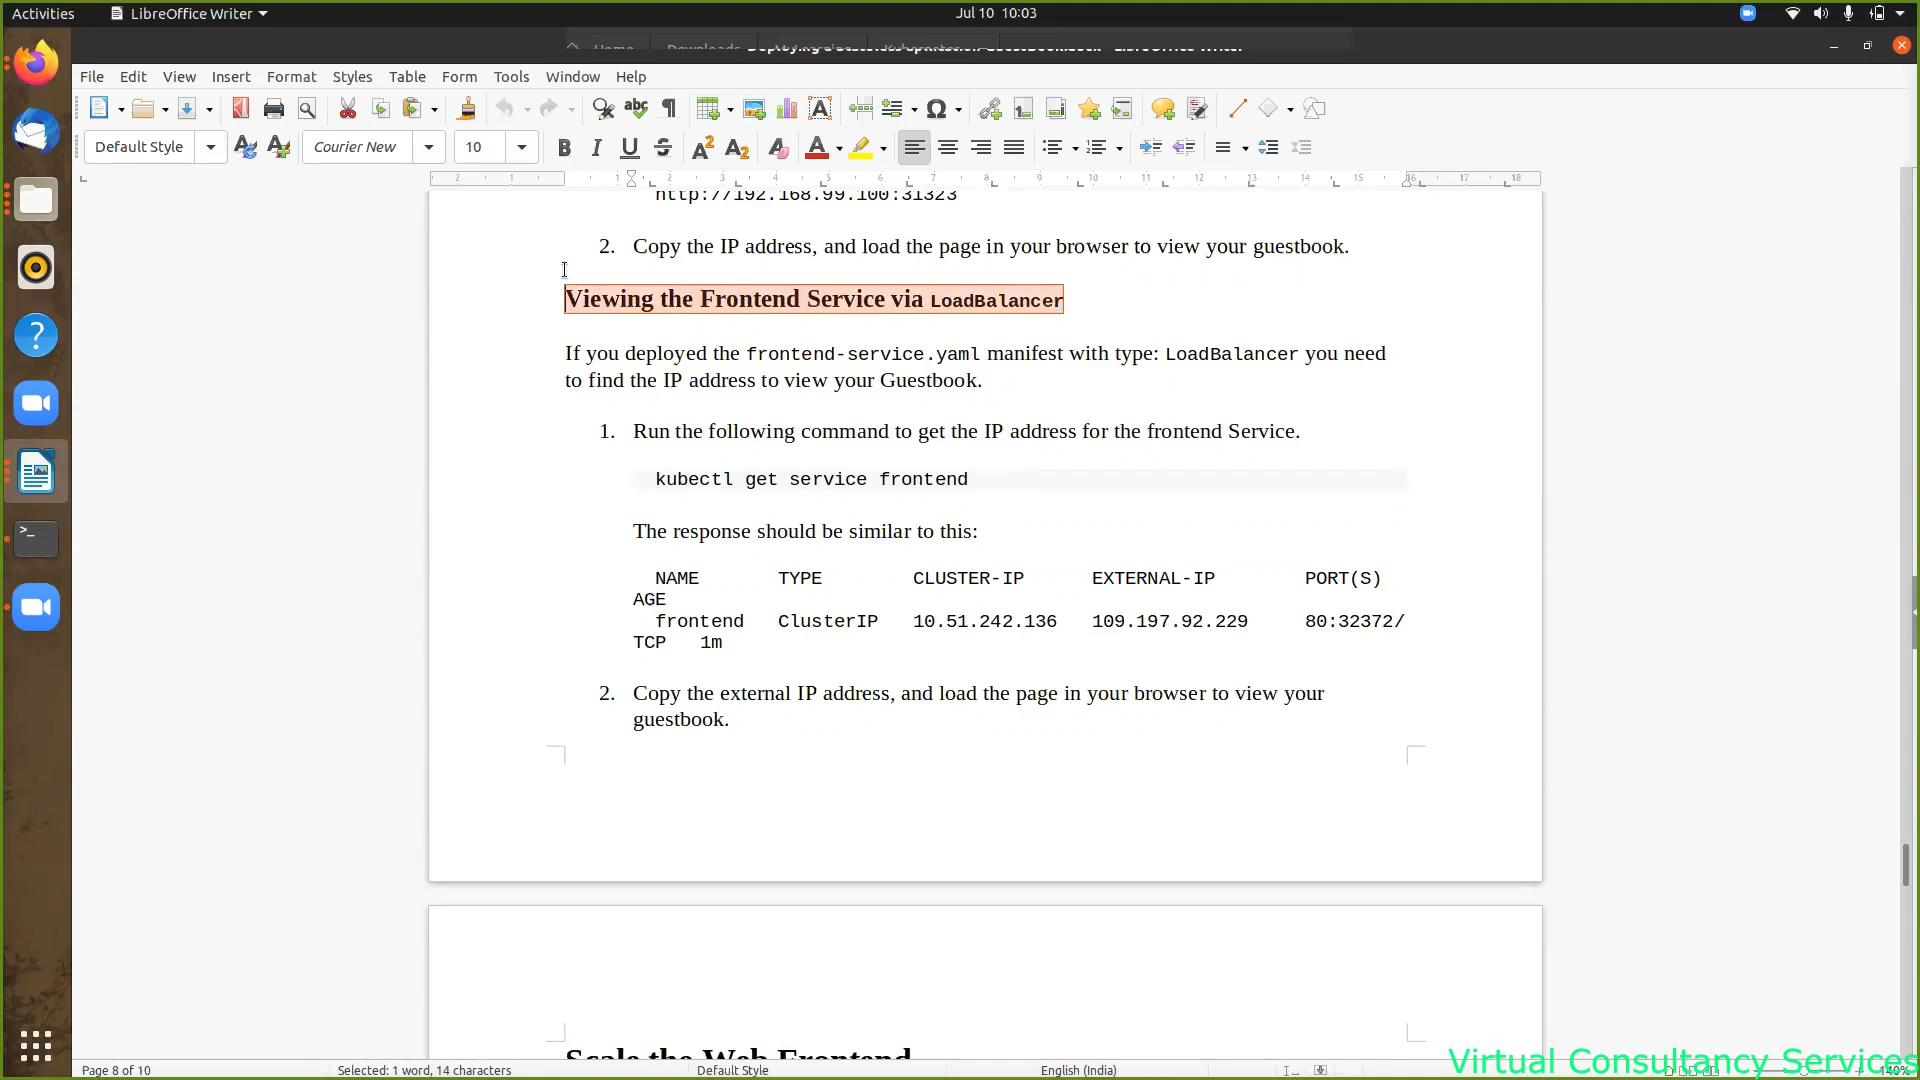 Activities
LibreOffice Writer
Jul 10 10:03
File Edit View Insert Format Styles Table Form Tools Window Help
Default Style
Courier New
10
http://192.168.99.100:31323
2. Copy the IP address, and load the page in your browser to view your guestbook.
Viewing the Frontend Service via LoadBalancer
If you deployed the frontend-service.yaml manifest with type: LoadBalancer you need
to find the IP address to view your Guestbook.
1. Run the following command to get the IP address for the frontend Service.
kubectl get service frontend
The response should be similar to this:
NAME TYPE CLUSTER-IP EXTERNAL-IP PORT(S)
AGE
frontend ClusterIP 10.51.242.136 109.197.92.229 80:32372/
TCP 1m
2. Copy the external IP address, and load the page in your browser to view your
guestbook.
Scale the Web Frontend
Page 8 of 10
Selected: 1 word, 14 characters
Default Style
English (India)
140%
Virtual Consultancy Services